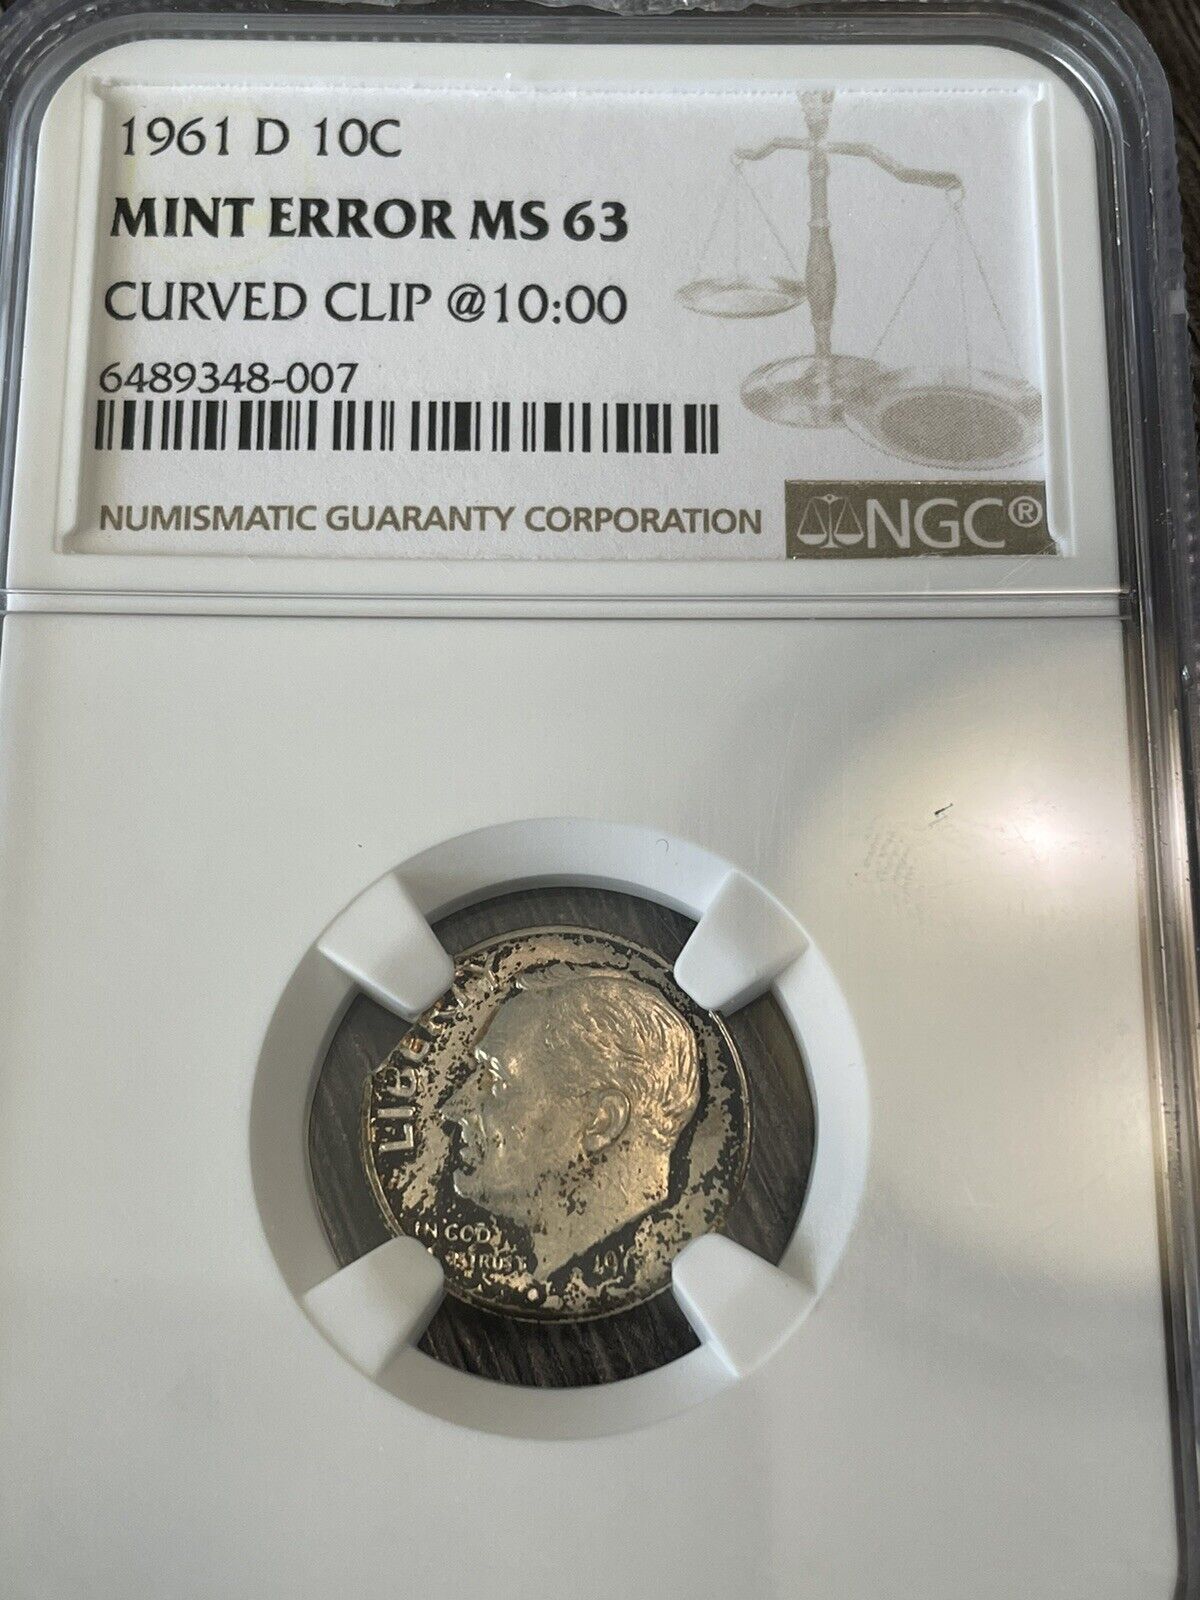 1961 D 10C
MINT ERROR MS 63
CURVED CLIP @10:00
6489348-007
NUMISMATIC GUARANTY CORPORATION NGC®
LIBERTY
IN GOD
TRUST